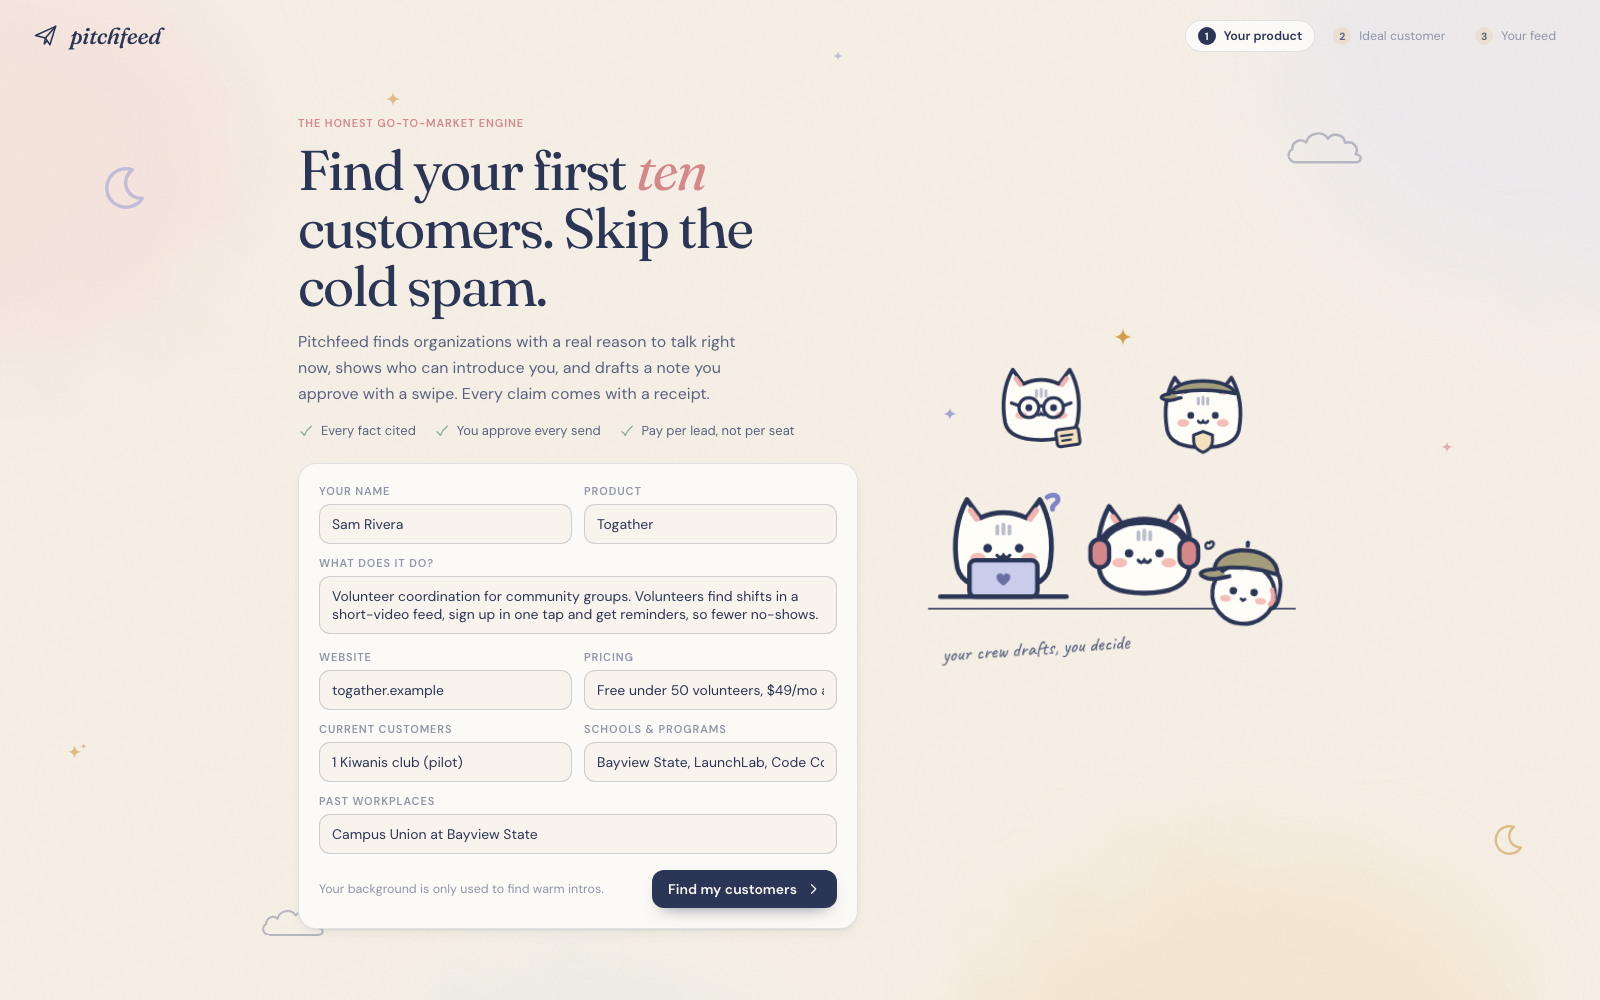 pitchfeed
1 Your product
2 Ideal customer
3 Your feed
THE HONEST GO-TO-MARKET ENGINE
Find your first ten
customers. Skip the
cold spam.
Pitchfeed finds organizations with a real reason to talk right
now, shows who can introduce you, and drafts a note you
approve with a swipe. Every claim comes with a receipt.
Every fact cited
You approve every send
Pay per lead, not per seat
YOUR NAME
Sam Rivera
PRODUCT
Togather
WHAT DOES IT DO?
Volunteer coordination for community groups. Volunteers find shifts in a
short-video feed, sign up in one tap and get reminders, so fewer no-shows.
WEBSITE
togather.example
PRICING
Free under 50 volunteers, $49/mo
CURRENT CUSTOMERS
1 Kiwanis club (pilot)
SCHOOLS & PROGRAMS
Bayview State, LaunchLab, Code
PAST WORKPLACES
Campus Union at Bayview State
Your background is only used to find warm intros.
Find my customers
?
your crew drafts, you decide